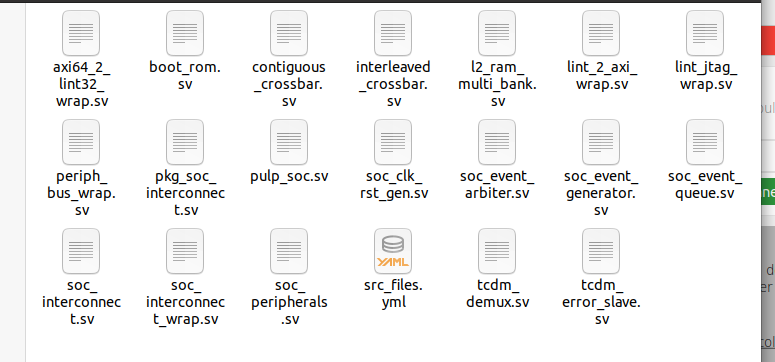 axi64_2_
lint32_
wrap.sv
boot_rom.
sv
contiguous
_crossbar.
sv
interleaved
_crossbar.
sv
l2_ram_
multi_bank.
sv
lint_2_axi_
wrap.sv
lint_jtag_
wrap.sv
periph_
bus_wrap.
sv
pkg_soc_
interconnec
t.sv
pulp_soc.sv
soc_clk_
rst_gen.sv
soc_event_
arbiter.sv
soc_event_
generator.
sv
soc_event_
queue.sv
soc_
interconnec
t.sv
soc_
interconnec
t_wrap.sv
soc_
peripherals
.sv
YAML
src_files.
yml
tcdm_
demux.sv
tcdm_
error_slave.
sv